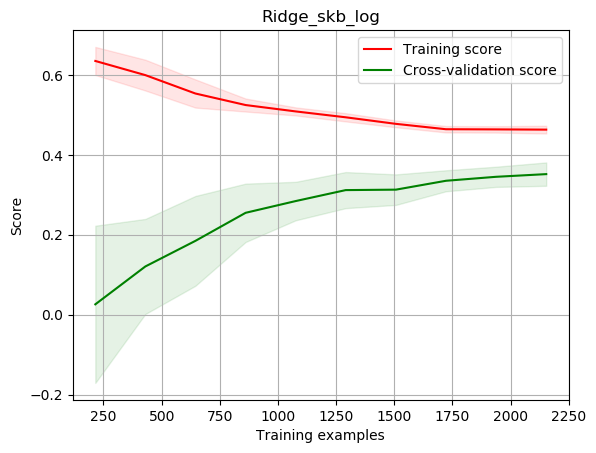 Ridge_skb_log
Training score
Cross-validation score
0.6
0.4
0.2
0.0
−0.2
Score
250
500
750
1000
1250
1500
1750
2000
2250
Training examples